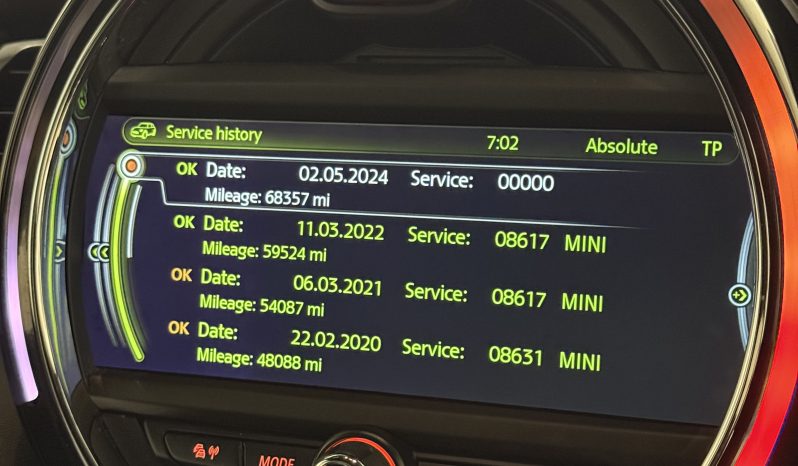 Service history 7:02 Absolute TP
OK Date: 02.05.2024 Service: 00000
Mileage: 68357 mi
OK Date: 11.03.2022 Service: 08617 MINI
Mileage: 59524 mi
OK Date: 06.03.2021 Service: 08617 MINI
Mileage: 54087 mi
OK Date: 22.02.2020 Service: 08631 MINI
Mileage: 48088 mi
MODE